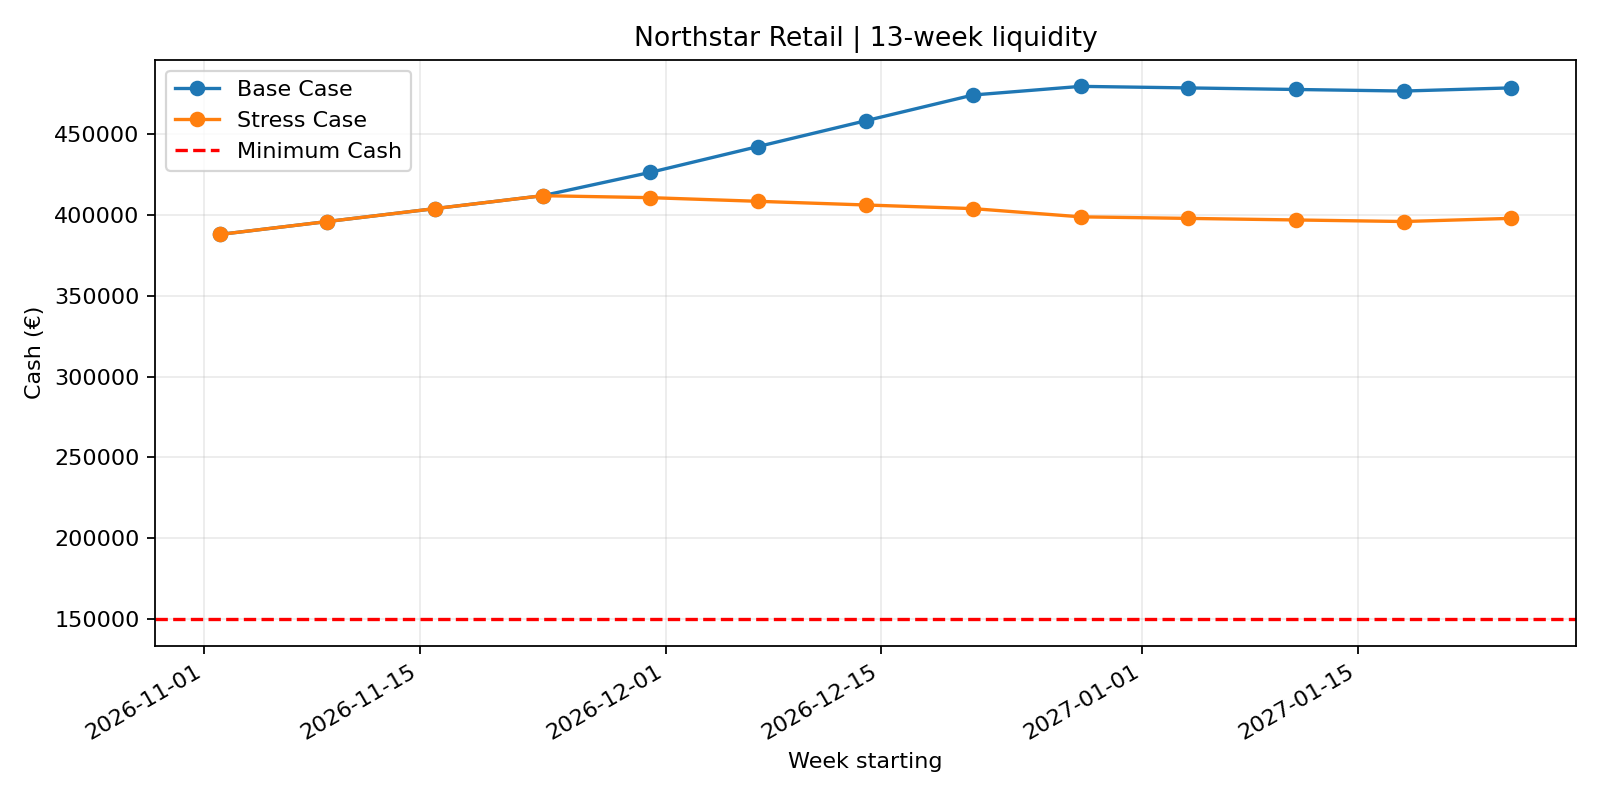 Northstar Retail | 13-week liquidity
Base Case
Stress Case
Minimum Cash
Cash (€)
450000
400000
350000
300000
250000
200000
150000
2026-11-01
2026-11-15
2026-12-01
2026-12-15
2027-01-01
2027-01-15
Week starting